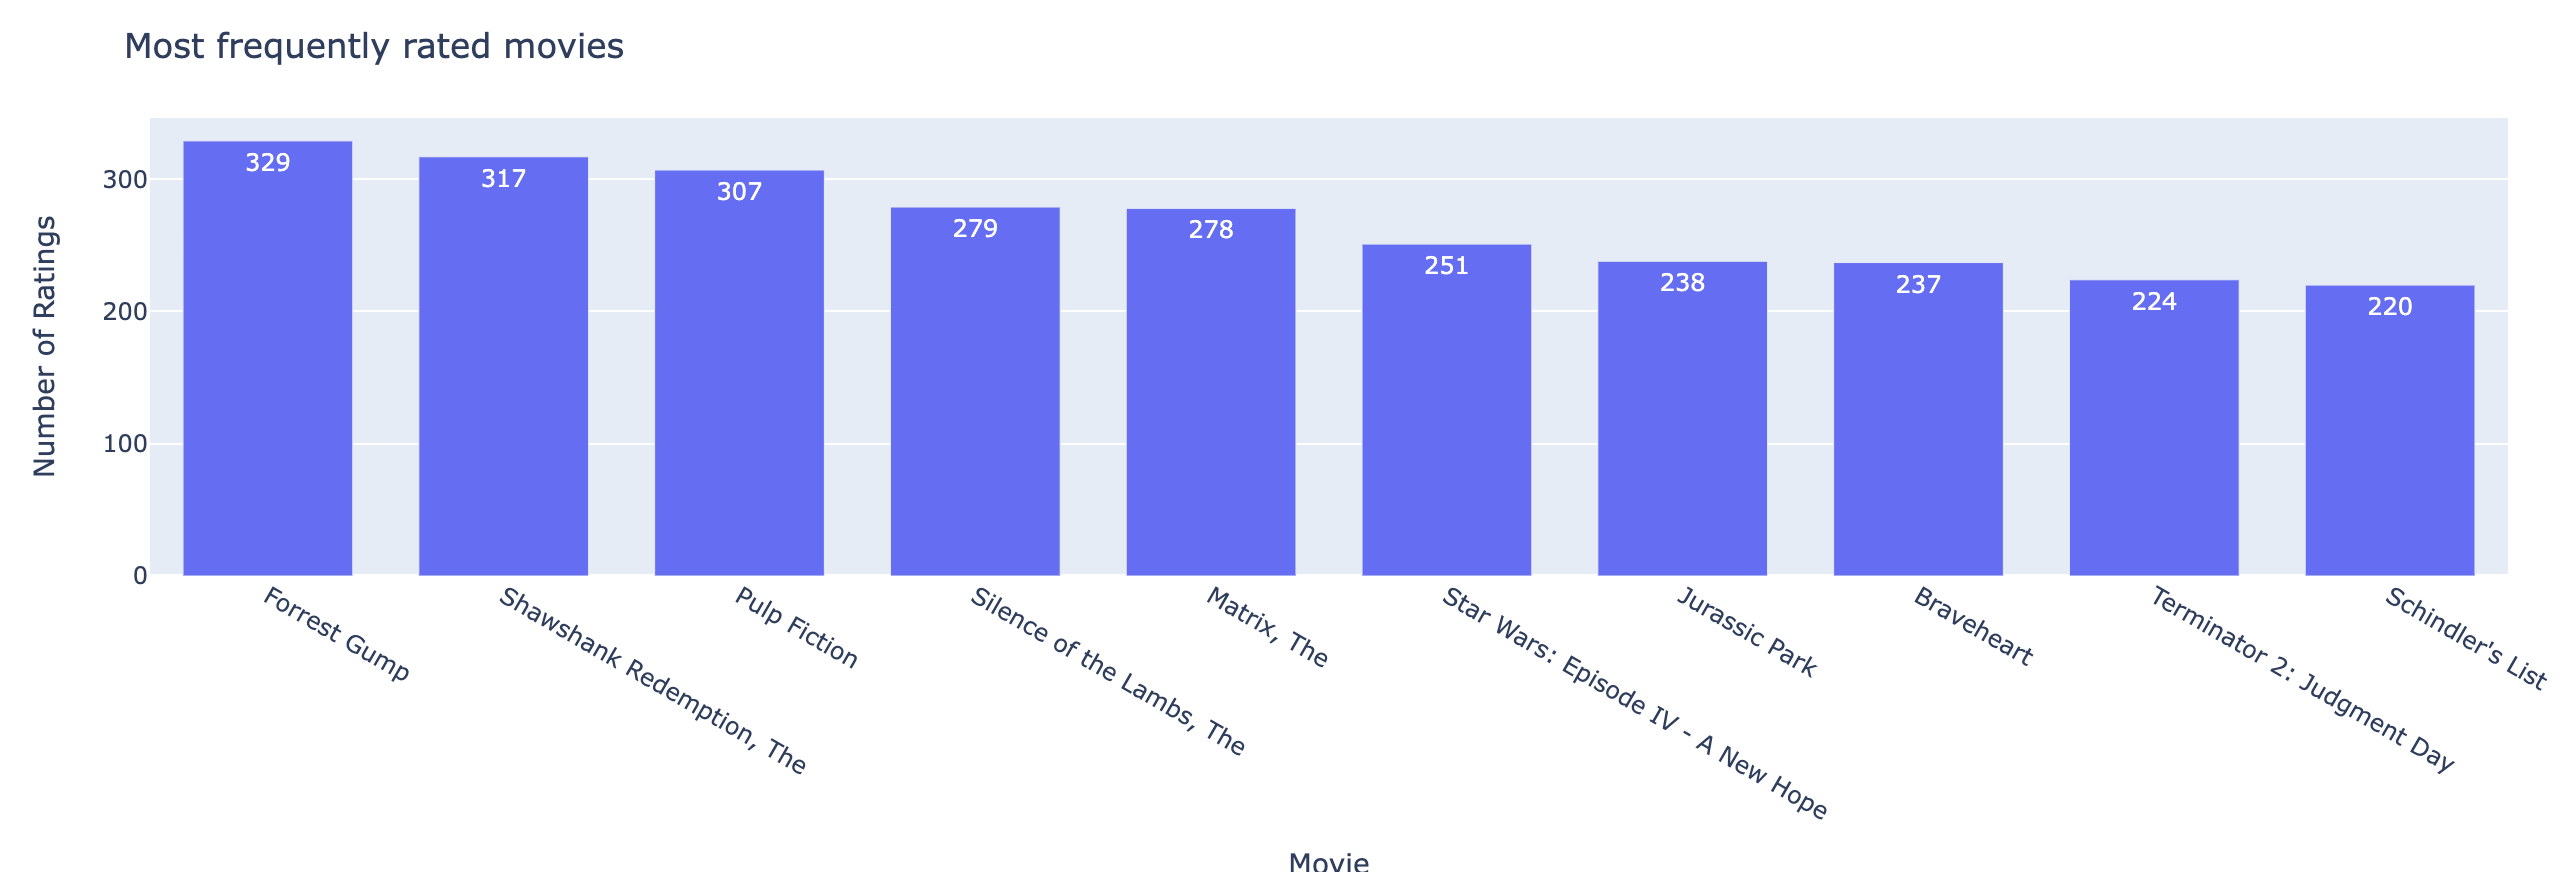 Most frequently rated movies
Number of Ratings
300
200
100
0
329
317
307
279
278
251
238
237
224
220
Forrest Gump
Shawshank Redemption, The
Pulp Fiction
Silence of the Lambs, The
Matrix, The
Star Wars: Episode IV - A New Hope
Jurassic Park
Braveheart
Terminator 2: Judgment Day
Schindler's List
Movie